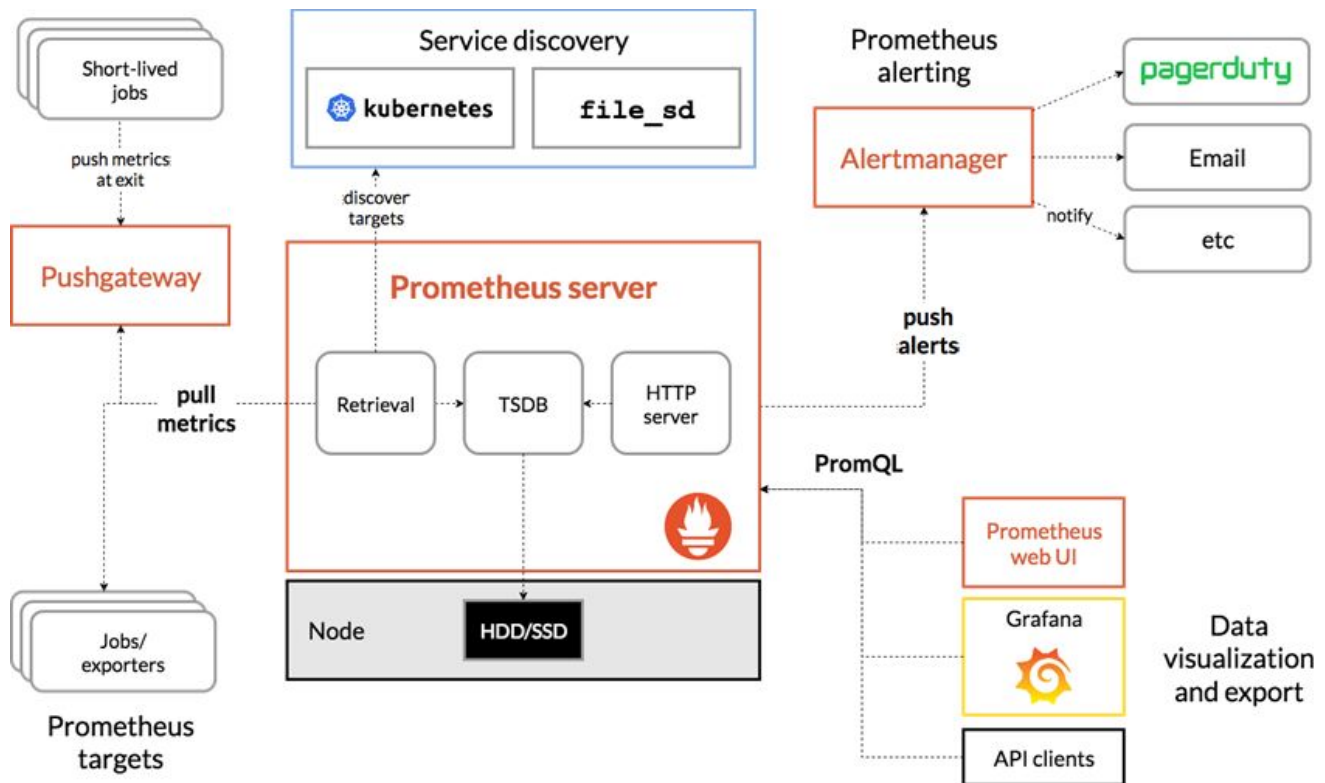 Short-lived
jobs
push metrics
at exit
Pushgateway
Service discovery
kubernetes
file_sd
discover
targets
Prometheus
alerting
Alertmanager
pagerduty
Email
notify
etc
Prometheus server
Retrieval
TSDB
HTTP
server
pull
metrics
push
alerts
PromQL
Node
HDD/SSD
Jobs/
exporters
Prometheus
targets
Prometheus
web UI
Grafana
API clients
Data
visualization
and export